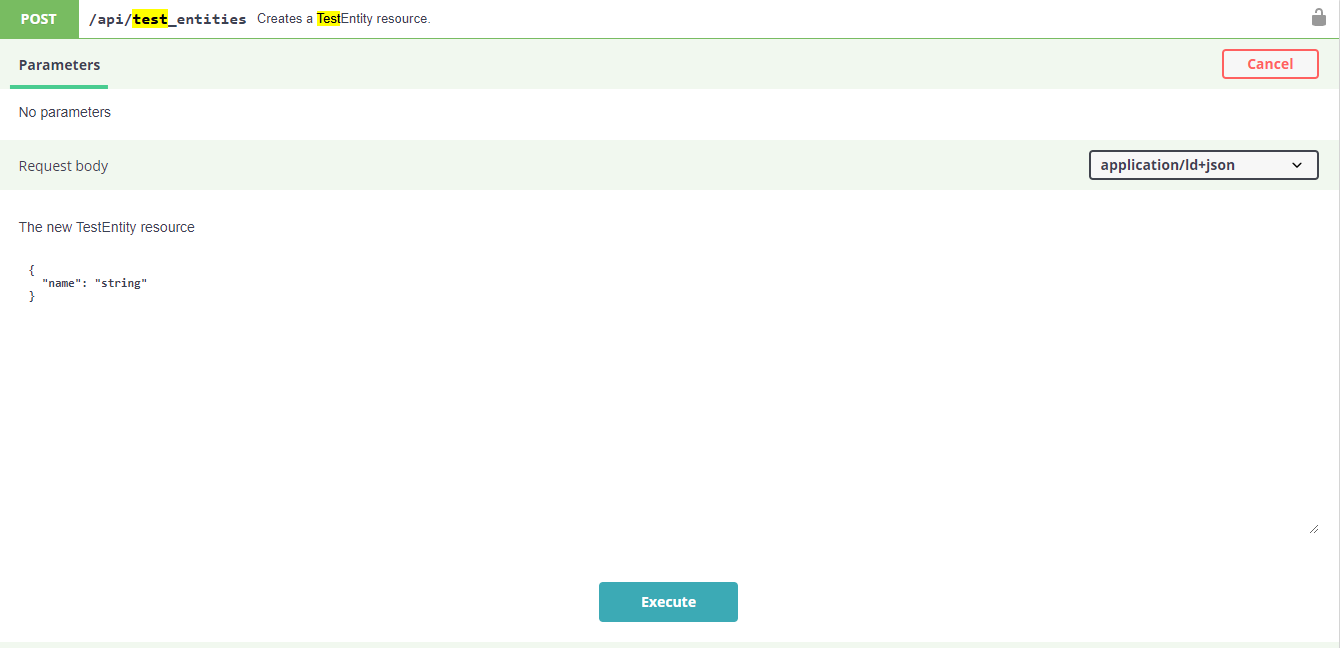 POST /api/test_entities Creates a TestEntity resource.
Parameters Cancel
No parameters
Request body application/ld+json
The new TestEntity resource
{
  "name": "string"
}
Execute